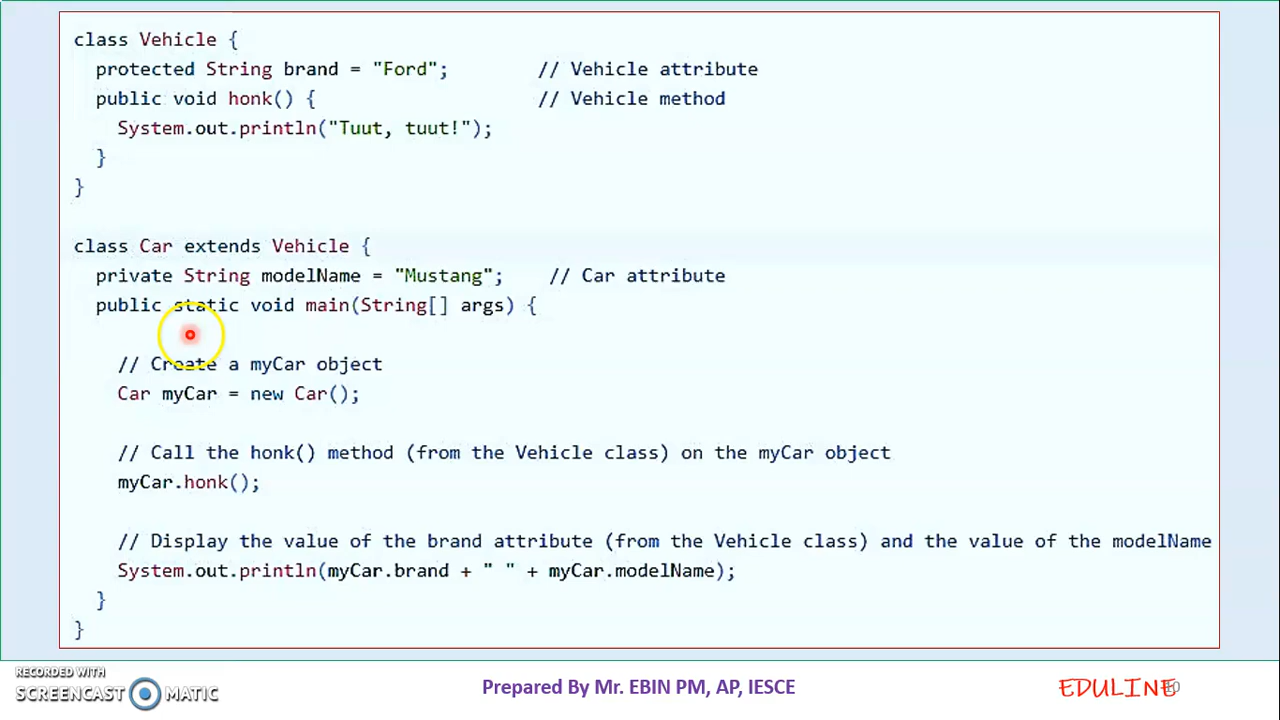 class Vehicle {
protected String brand = "Ford"; // Vehicle attribute
public void honk() { // Vehicle method
System.out.println("Tuut, tuut!");
}
}
class Car extends Vehicle {
private String modelName = "Mustang"; // Car attribute
public static void main(String[] args) {
// Create a myCar object
Car myCar = new Car();
// Call the honk() method (from the Vehicle class) on the myCar object
myCar.honk();
// Display the value of the brand attribute (from the Vehicle class) and the value of the modelName
System.out.println(myCar.brand + " " + myCar.modelName);
}
}
RECORDED WITH
SCREENCAST MATIC
Prepared By Mr. EBIN PM, AP, IESCE
EDULINE